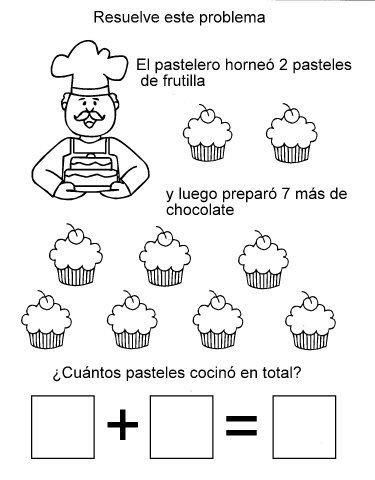 Resuelve este problema
El pastelero horneó 2 pasteles
de frutilla
y luego preparó 7 más de
chocolate
¿Cuántos pasteles cocinó en total?
+ =